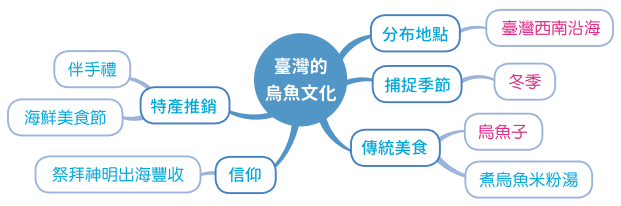 臺灣的
烏魚文化
分布地點
臺灣西南沿海
捕捉季節
冬季
傳統美食
烏魚子
煮烏魚米粉湯
特產推銷
伴手禮
海鮮美食節
信仰
祭拜神明出海豐收